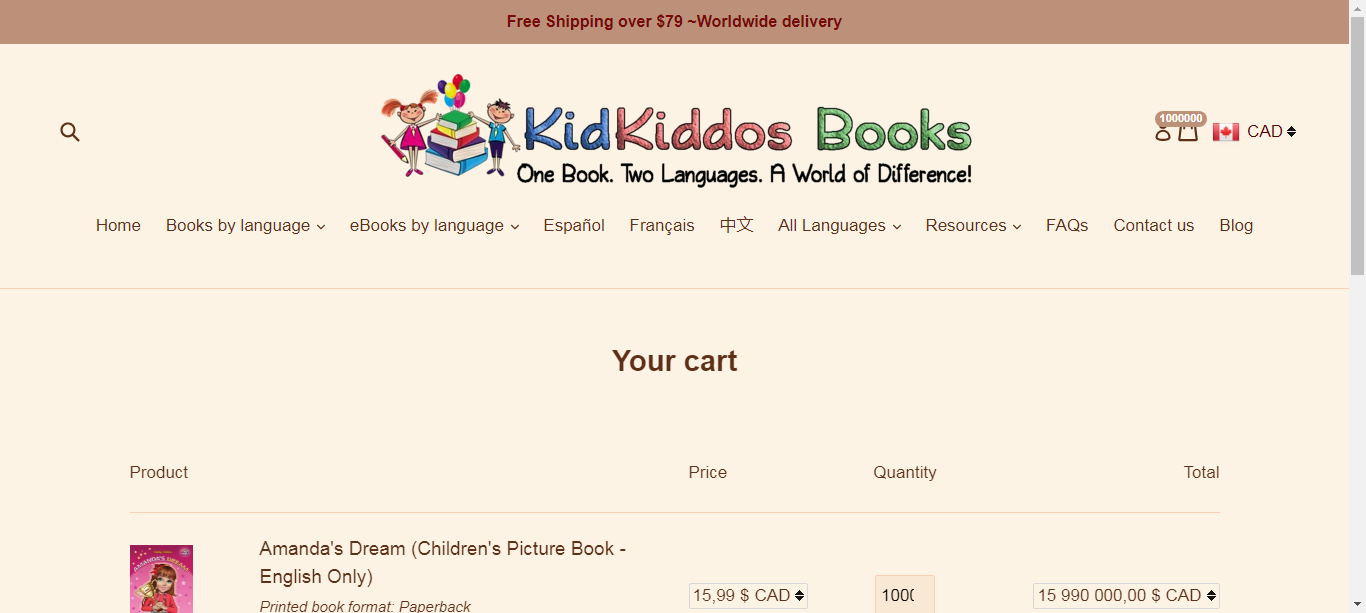 Free Shipping over $79 ~Worldwide delivery
KidKiddos Books
One Book. Two Languages. A World of Difference!
1000000
CAD
Home Books by language eBooks by language Español Français 中文 All Languages Resources FAQs Contact us Blog
Your cart
Product Price Quantity Total
AMANDA'S DREAM
Amanda's Dream (Children's Picture Book -
English Only)
15,99 $ CAD 1000 15 990 000,00 $ CAD
Printed book format: Paperback